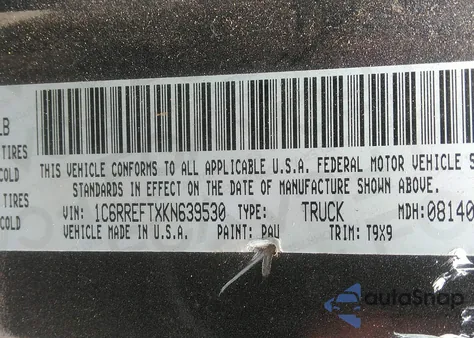 LB
TIRES
COLD
TIRES
COLD
THIS VEHICLE CONFORMS TO ALL APPLICABLE U.S.A. FEDERAL MOTOR VEHICLE S
STANDARDS IN EFFECT ON THE DATE OF MANUFACTURE SHOWN ABOVE.
VIN: 1C6RREFTXKN639530 TYPE: TRUCK MDH: 08140
VEHICLE MADE IN U.S.A. PAINT: PAU TRIM: T9X9
autoSnap